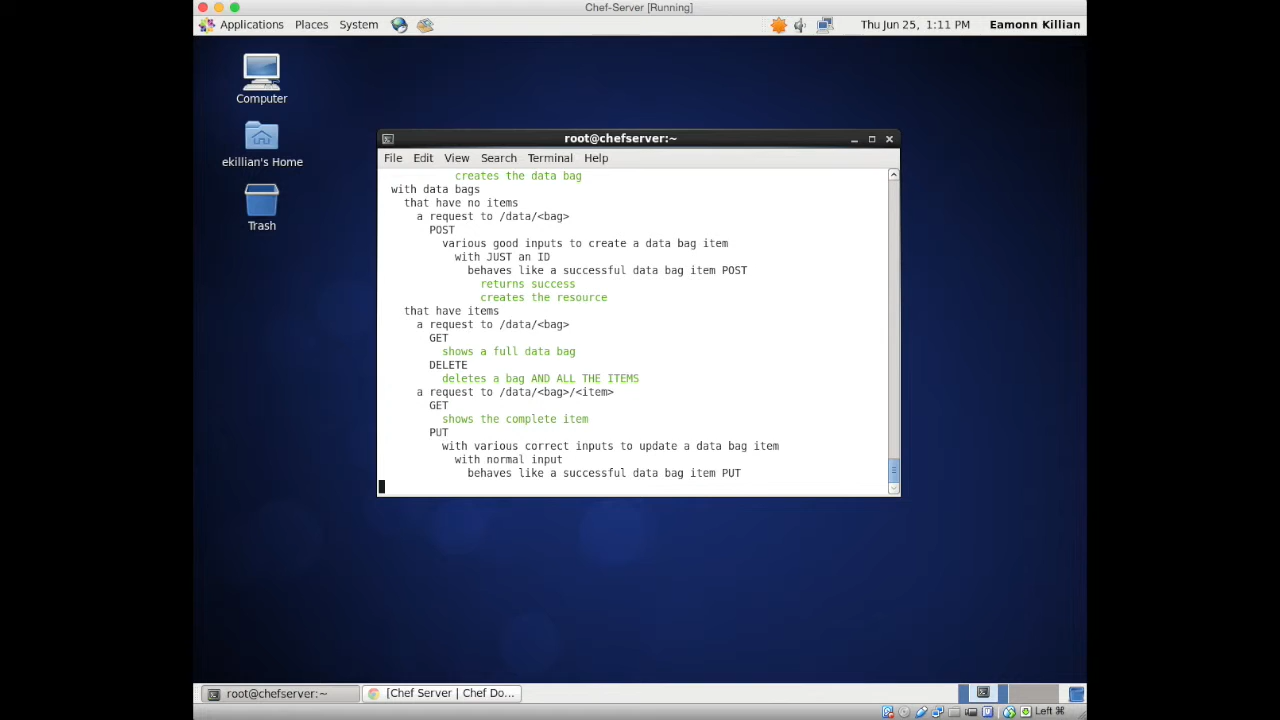 Chef-Server [Running]
Applications Places System Thu Jun 25, 1:11 PM Eamonn Killian
Computer
ekillian's Home
Trash
root@chefserver:~
File Edit View Search Terminal Help
creates the data bag
with data bags
that have no items
a request to /data/<bag>
POST
various good inputs to create a data bag item
with JUST an ID
behaves like a successful data bag item POST
returns success
creates the resource
that have items
a request to /data/<bag>
GET
shows a full data bag
DELETE
deletes a bag AND ALL THE ITEMS
a request to /data/<bag>/<item>
GET
shows the complete item
PUT
with various correct inputs to update a data bag item
with normal input
behaves like a successful data bag item PUT
root@chefserver:~ [Chef Server | Chef Do...
Left ⌘